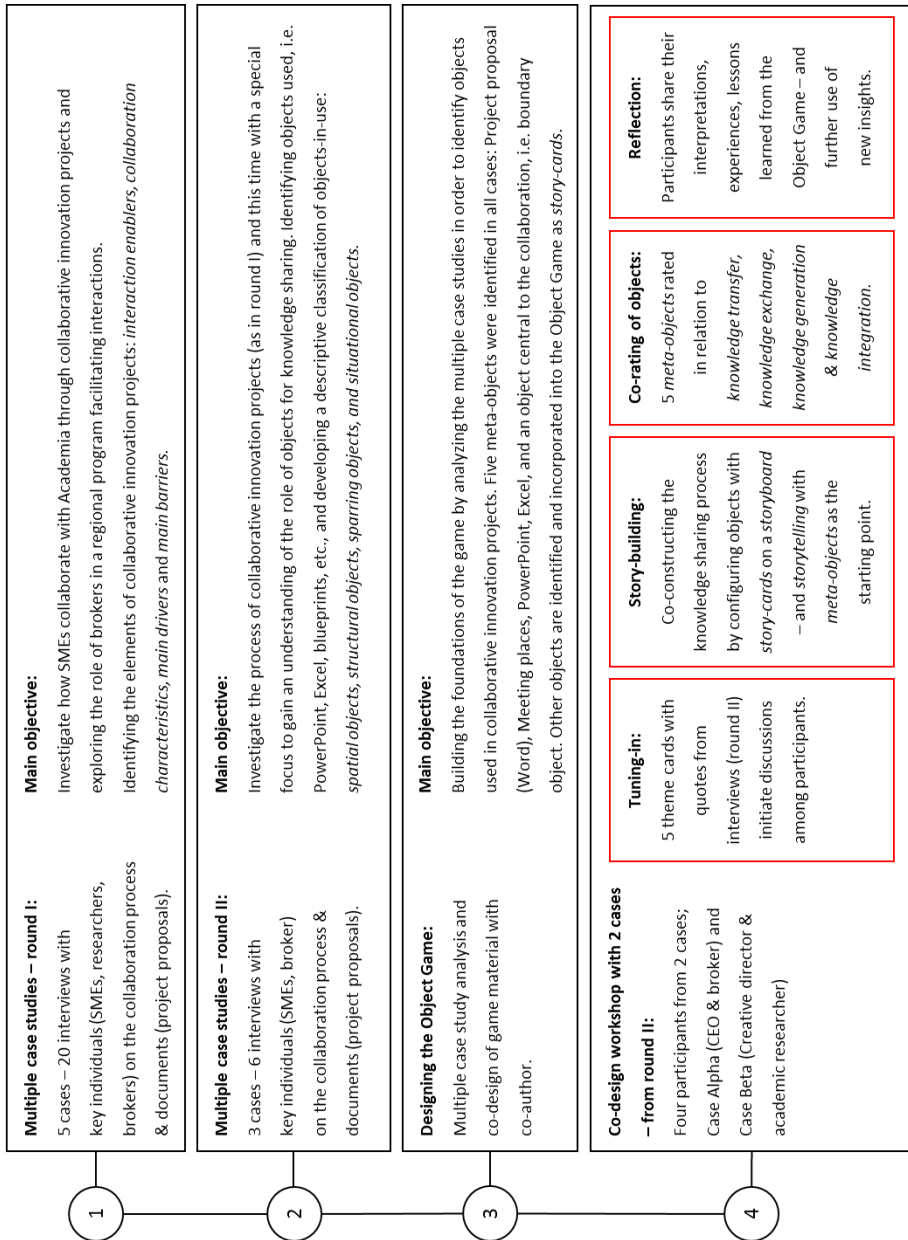 1
Multiple case studies – round I:
5 cases – 20 interviews with
key individuals (SMEs, researchers,
brokers) on the collaboration process
& documents (project proposals).
Main objective:
Investigate how SMEs collaborate with Academia through collaborative innovation projects and
exploring the role of brokers in a regional program facilitating interactions.
Identifying the elements of collaborative innovation projects: interaction enablers, collaboration
characteristics, main drivers and main barriers.
2
Multiple case studies – round II:
3 cases – 6 interviews with
key individuals (SMEs, broker)
on the collaboration process &
documents (project proposals).
Main objective:
Investigate the process of collaborative innovation projects (as in round I) and this time with a special
focus to gain an understanding of the role of objects for knowledge sharing. Identifying objects used, i.e.
PowerPoint, Excel, blueprints, etc., and developing a descriptive classification of objects-in-use:
spatial objects, structural objects, sparring objects, and situational objects.
3
Designing the Object Game:
Multiple case study analysis and
co-design of game material with
co-author.
Main objective:
Building the foundations of the game by analyzing the multiple case studies in order to identify objects
used in collaborative innovation projects. Five meta-objects were identified in all cases: Project proposal
(Word), Meeting places, PowerPoint, Excel, and an object central to the collaboration, i.e. boundary
object. Other objects are identified and incorporated into the Object Game as story-cards.
4
Co-design workshop with 2 cases
– from round II:
Four participants from 2 cases;
Case Alpha (CEO & broker) and
Case Beta (Creative director &
academic researcher)
Tuning-in:
5 theme cards with
quotes from
interviews (round II)
initiate discussions
among participants.
Story-building:
Co-constructing the
knowledge sharing process
by configuring objects with
story-cards on a storyboard
– and storytelling with
meta-objects as the
starting point.
Co-rating of objects:
5 meta-objects rated
in relation to
knowledge transfer,
knowledge exchange,
knowledge generation
& knowledge
integration.
Reflection:
Participants share their
interpretations,
experiences, lessons
learned from the
Object Game – and
further use of
new insights.